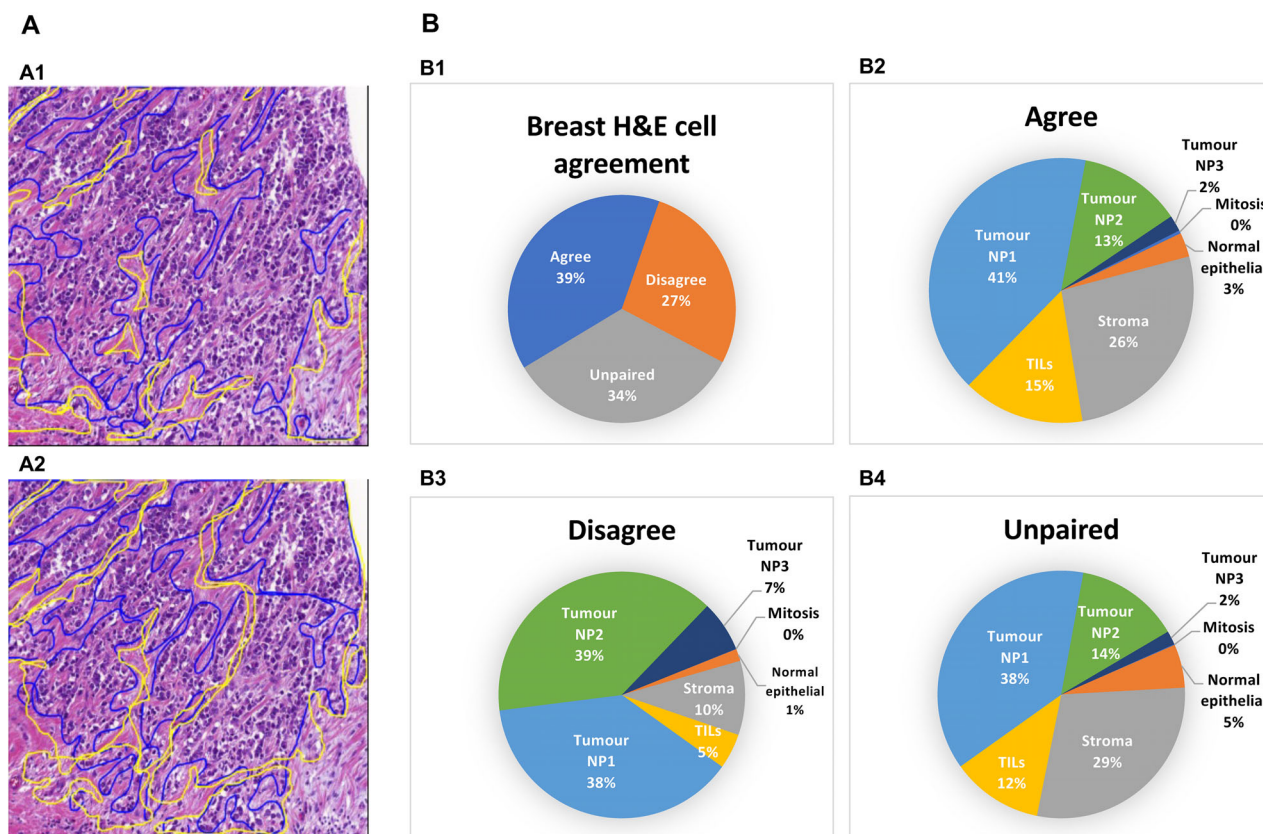 A
B
A1
B1
B2
Breast H&E cell
agreement
Agree
39%
Disagree
27%
Unpaired
34%
Agree
Tumour
NP3
2%
Mitosis
0%
Normal
epithelial
3%
Tumour
NP2
13%
Tumour
NP1
41%
Stroma
26%
TILs
15%
A2
B3
B4
Disagree
Tumour
NP3
7%
Mitosis
0%
Normal
epithelial
1%
Tumour
NP2
39%
Stroma
10%
TILs
5%
Tumour
NP1
38%
Unpaired
Tumour
NP3
2%
Mitosis
0%
Normal
epithelial
5%
Tumour
NP2
14%
Tumour
NP1
38%
Stroma
29%
TILs
12%